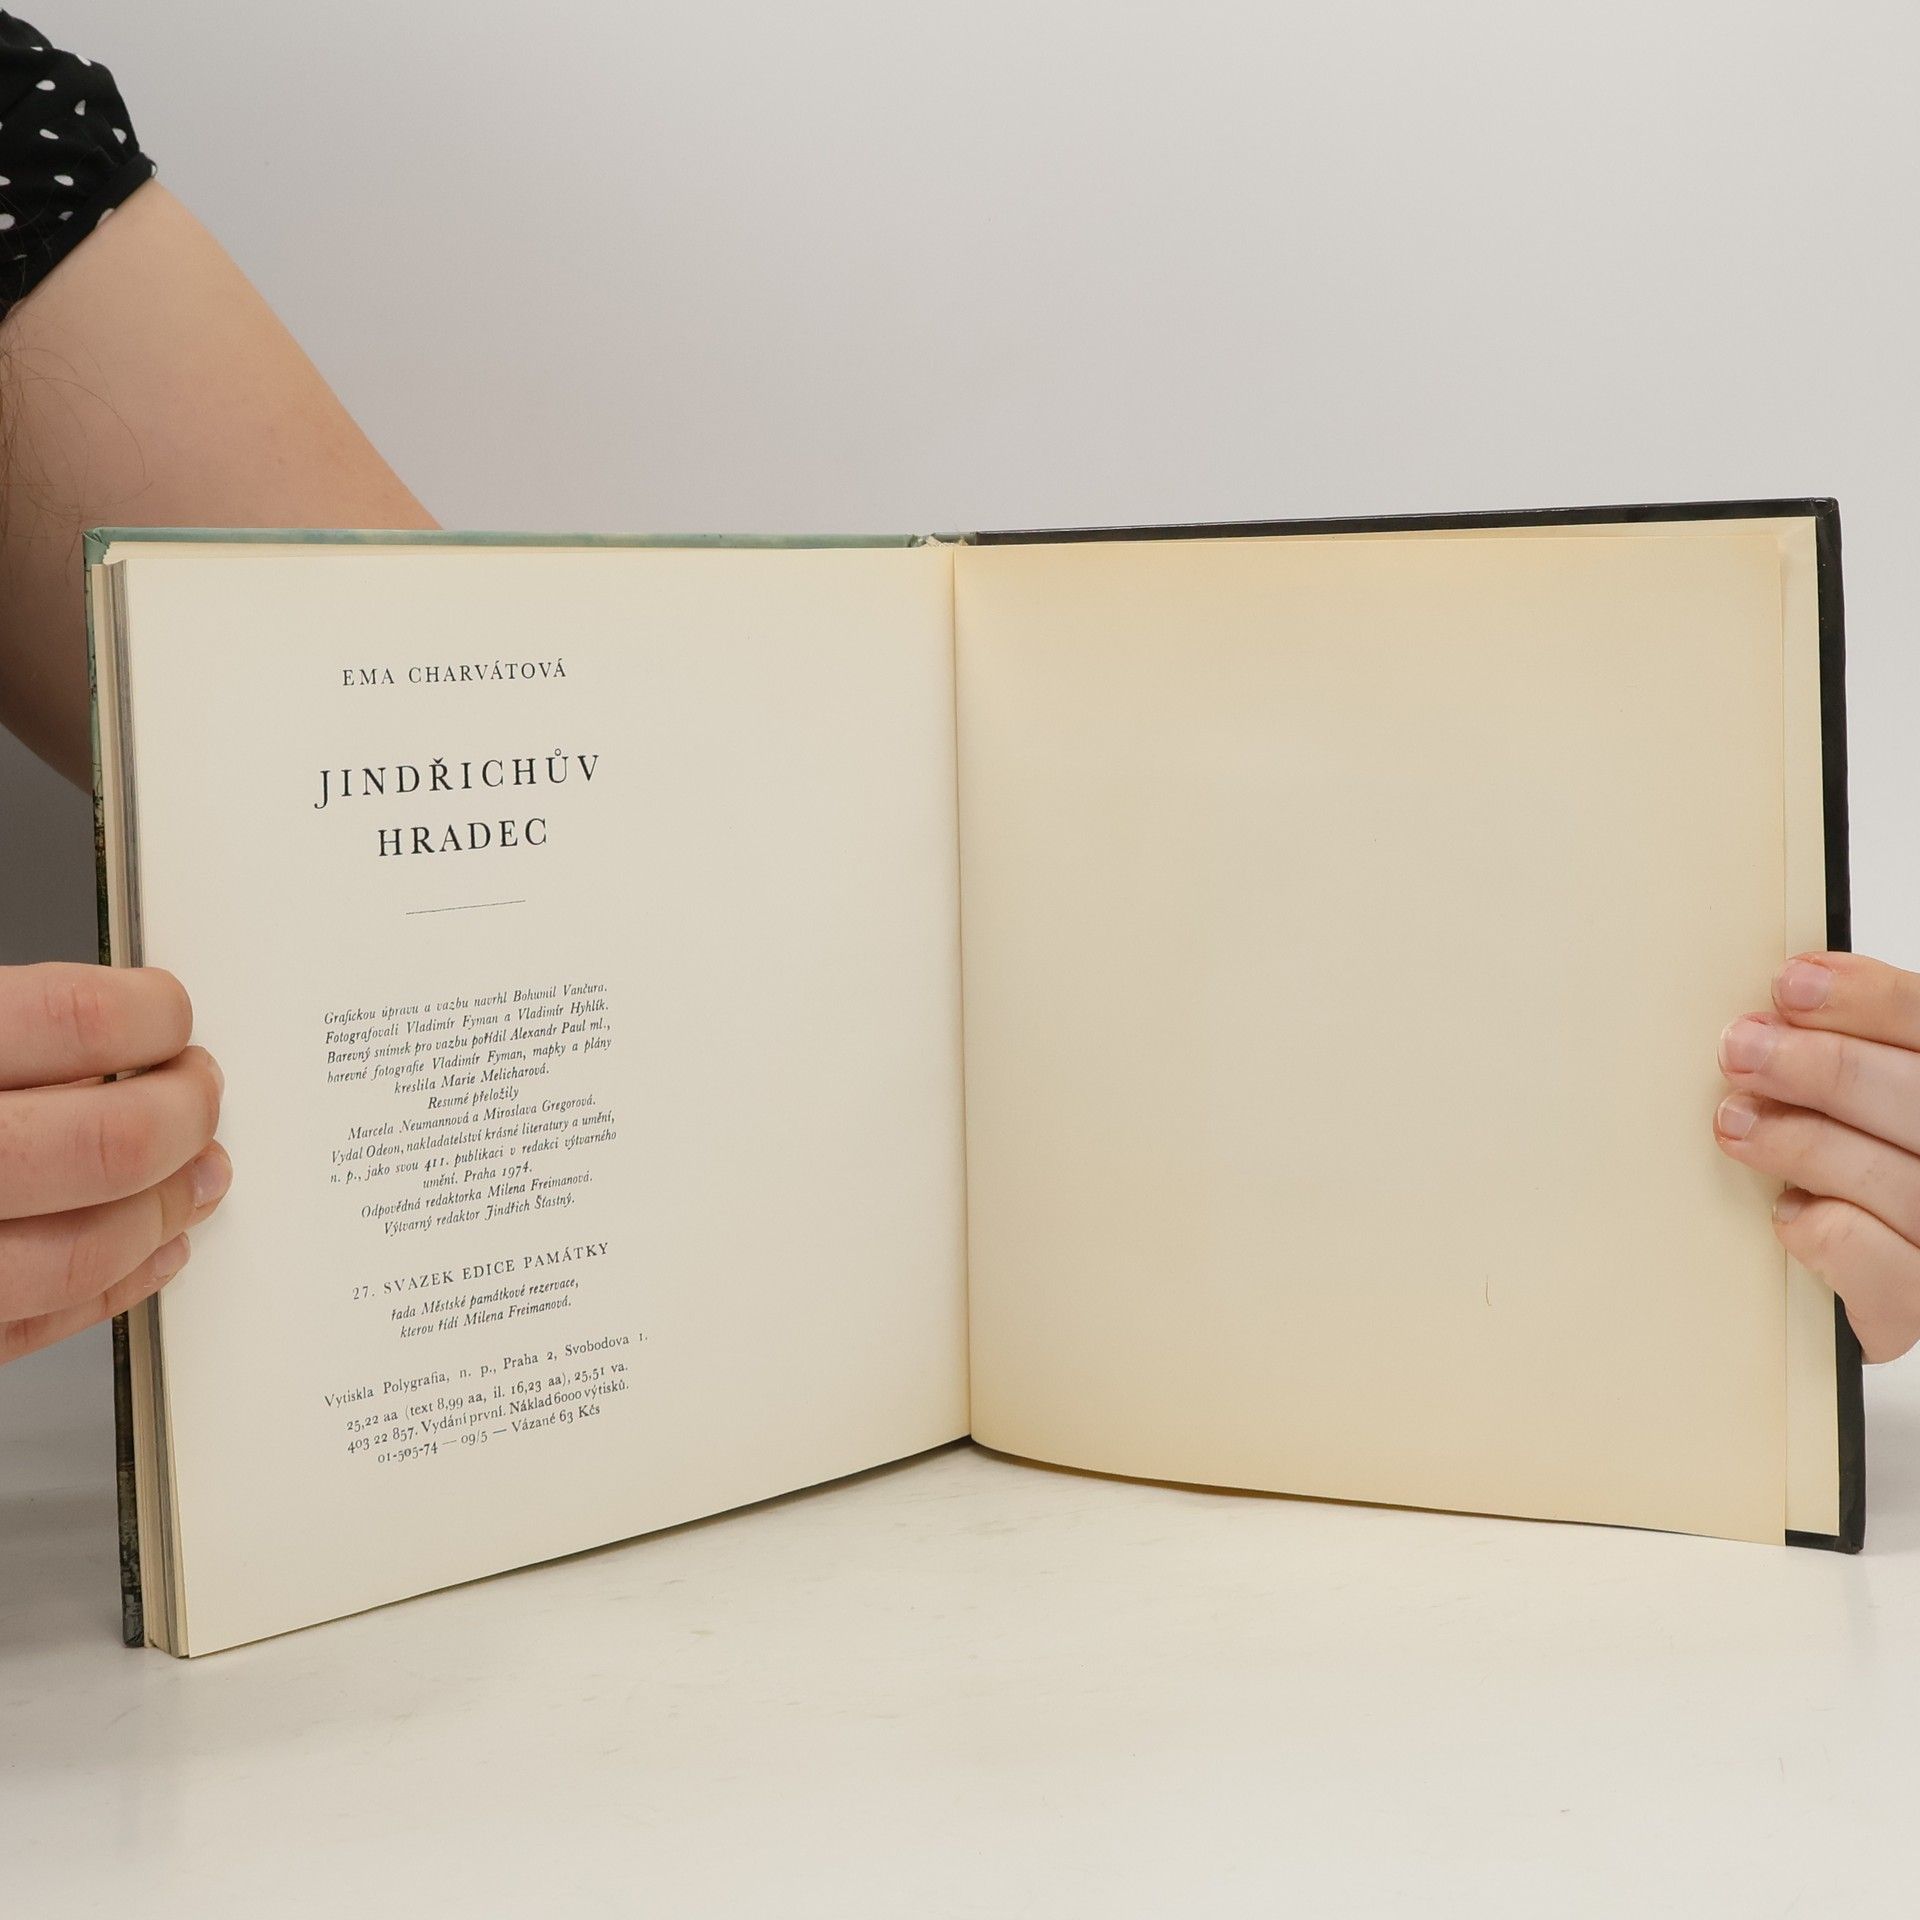 EMA CHARVÁTOVÁ
JINDŘICHŮV
HRADEC
Grafickou úpravu a vazbu navrhl Bohumil Vančura.
Fotografovali Vladimír Fyman a Vladimír Hyhlík.
Barevný snímek pro vazbu pořídil Alexandr Paul ml.,
barevné fotografie Vladimír Fyman, mapky a plány
kreslila Marie Melicharová.
Resumé přeložily
Marcela Neumannová a Miroslava Gregorová.
Vydal Odeon, nakladatelství krásné literatury a umění,
n. p., jako svou 411. publikaci v redakci výtvarného
umění. Praha 1974.
Odpovědná redaktorka Milena Freimanová.
Výtvarný redaktor Jindřich Šťastný.
27. SVAZEK EDICE PAMÁTKY
řada Městské památkové rezervace,
kterou řídí Milena Freimanová.
Vytiskla Polygrafia, n. p., Praha 2, Svobodova 1.
25,22 aa (text 8,99 aa, il. 16,23 aa), 25,51 va.
403 22 857. Vydání první. Náklad 6000 výtisků.
01-505-74 — 09/5 — Vázané 63 Kčs